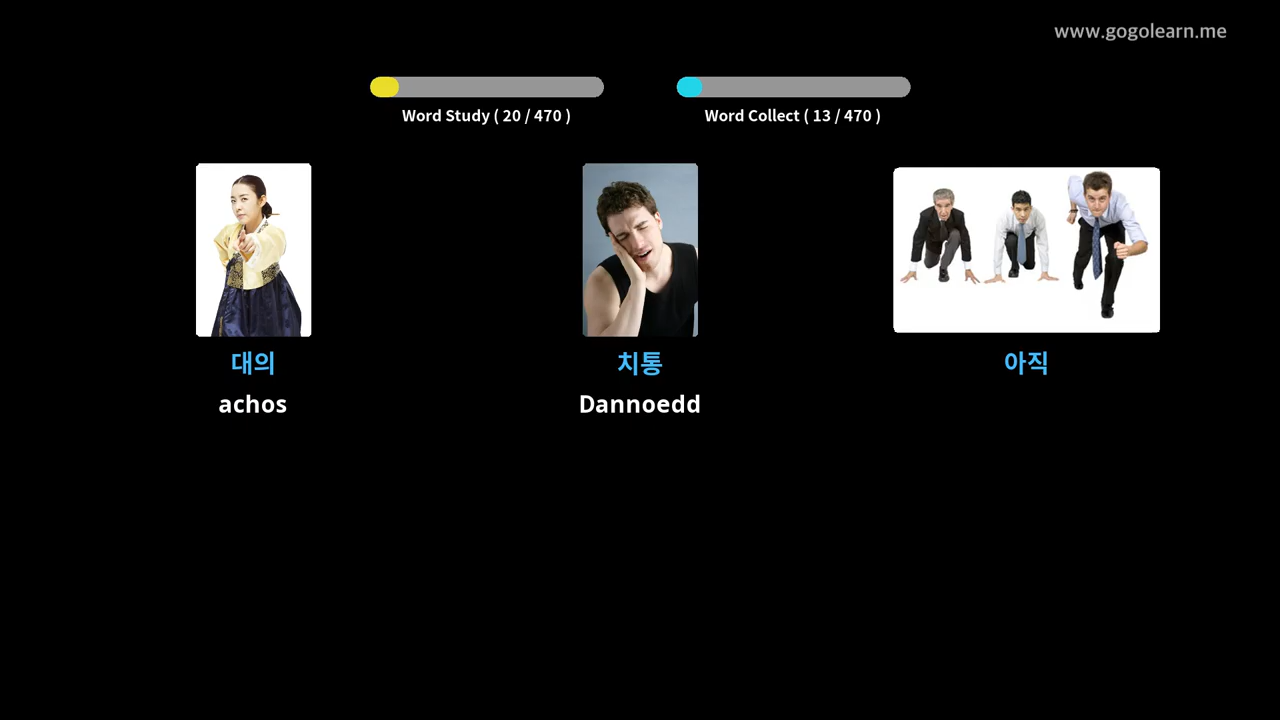 www.gogolearn.me
Word Study ( 20 / 470 )
Word Collect ( 13 / 470 )
대의
치통
아직
achos
Dannoedd